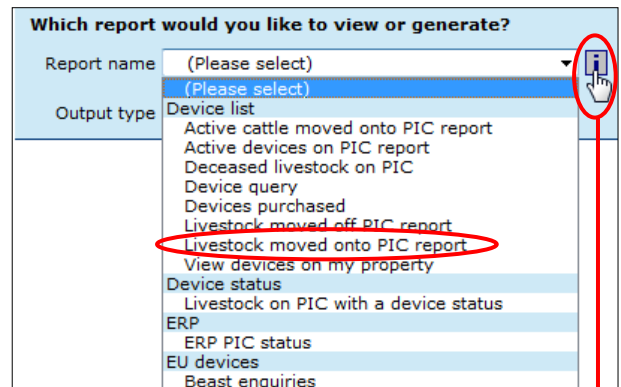 Which report would you like to view or generate?
Report name (Please select)
(Please select)
Output type Device list
Active cattle moved onto PIC report
Active devices on PIC report
Deceased livestock on PIC
Device query
Devices purchased
Livestock moved off PIC report
Livestock moved onto PIC report
View devices on my property
Device status
Livestock on PIC with a device status
ERP
ERP PIC status
EU devices
Beast enquiries